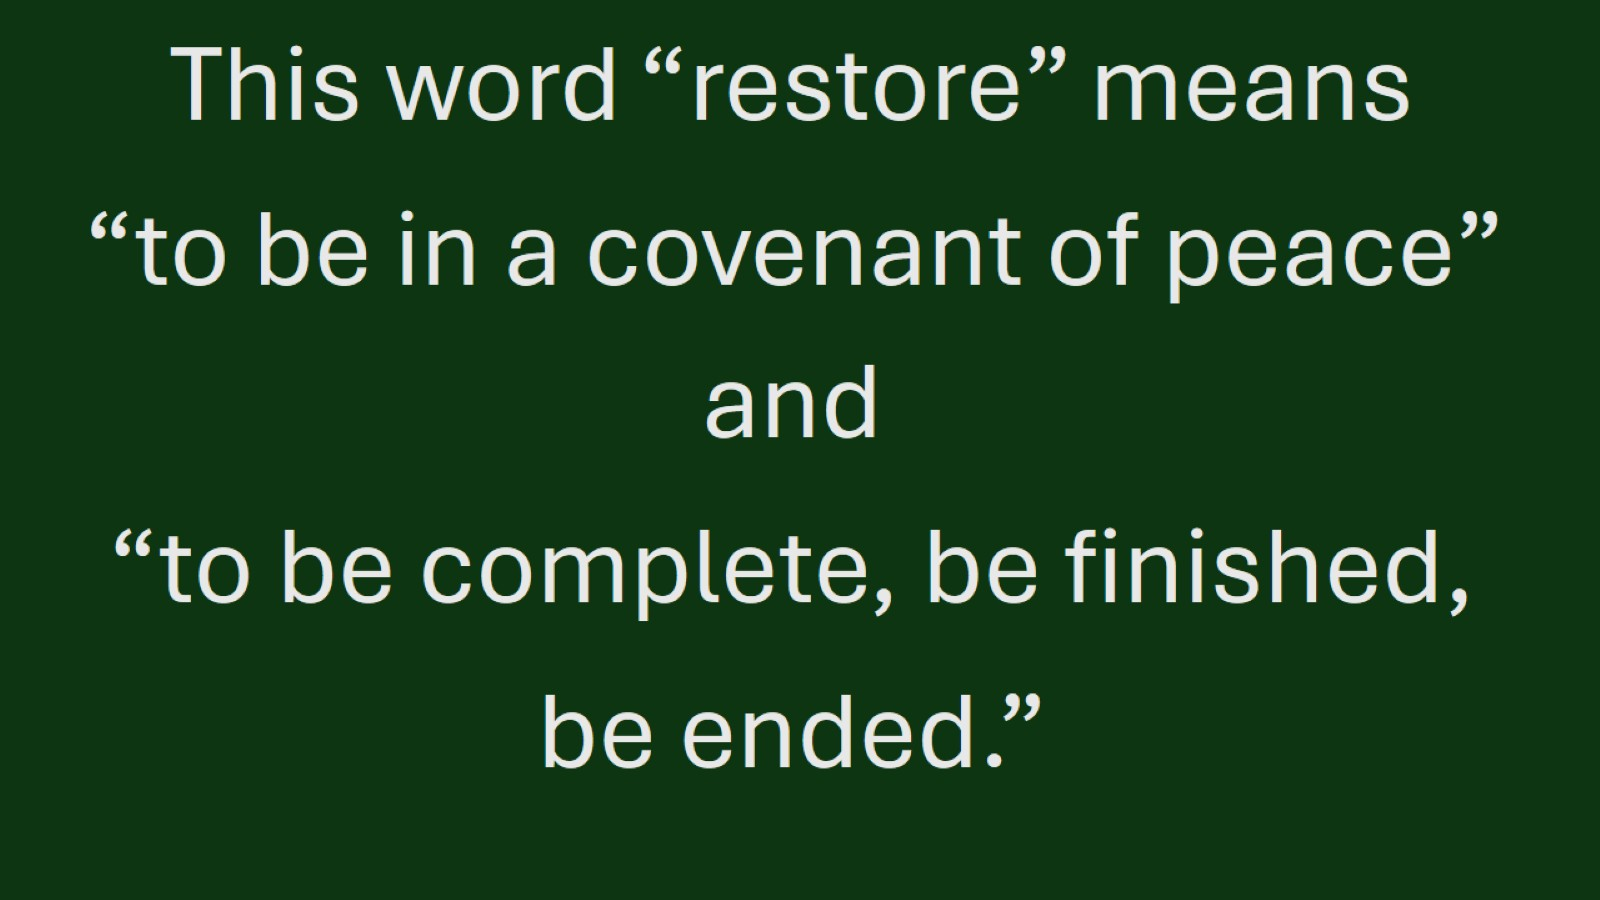 This word “restore” means
“to be in a covenant of peace”
and
“to be complete, be finished,
be ended.”